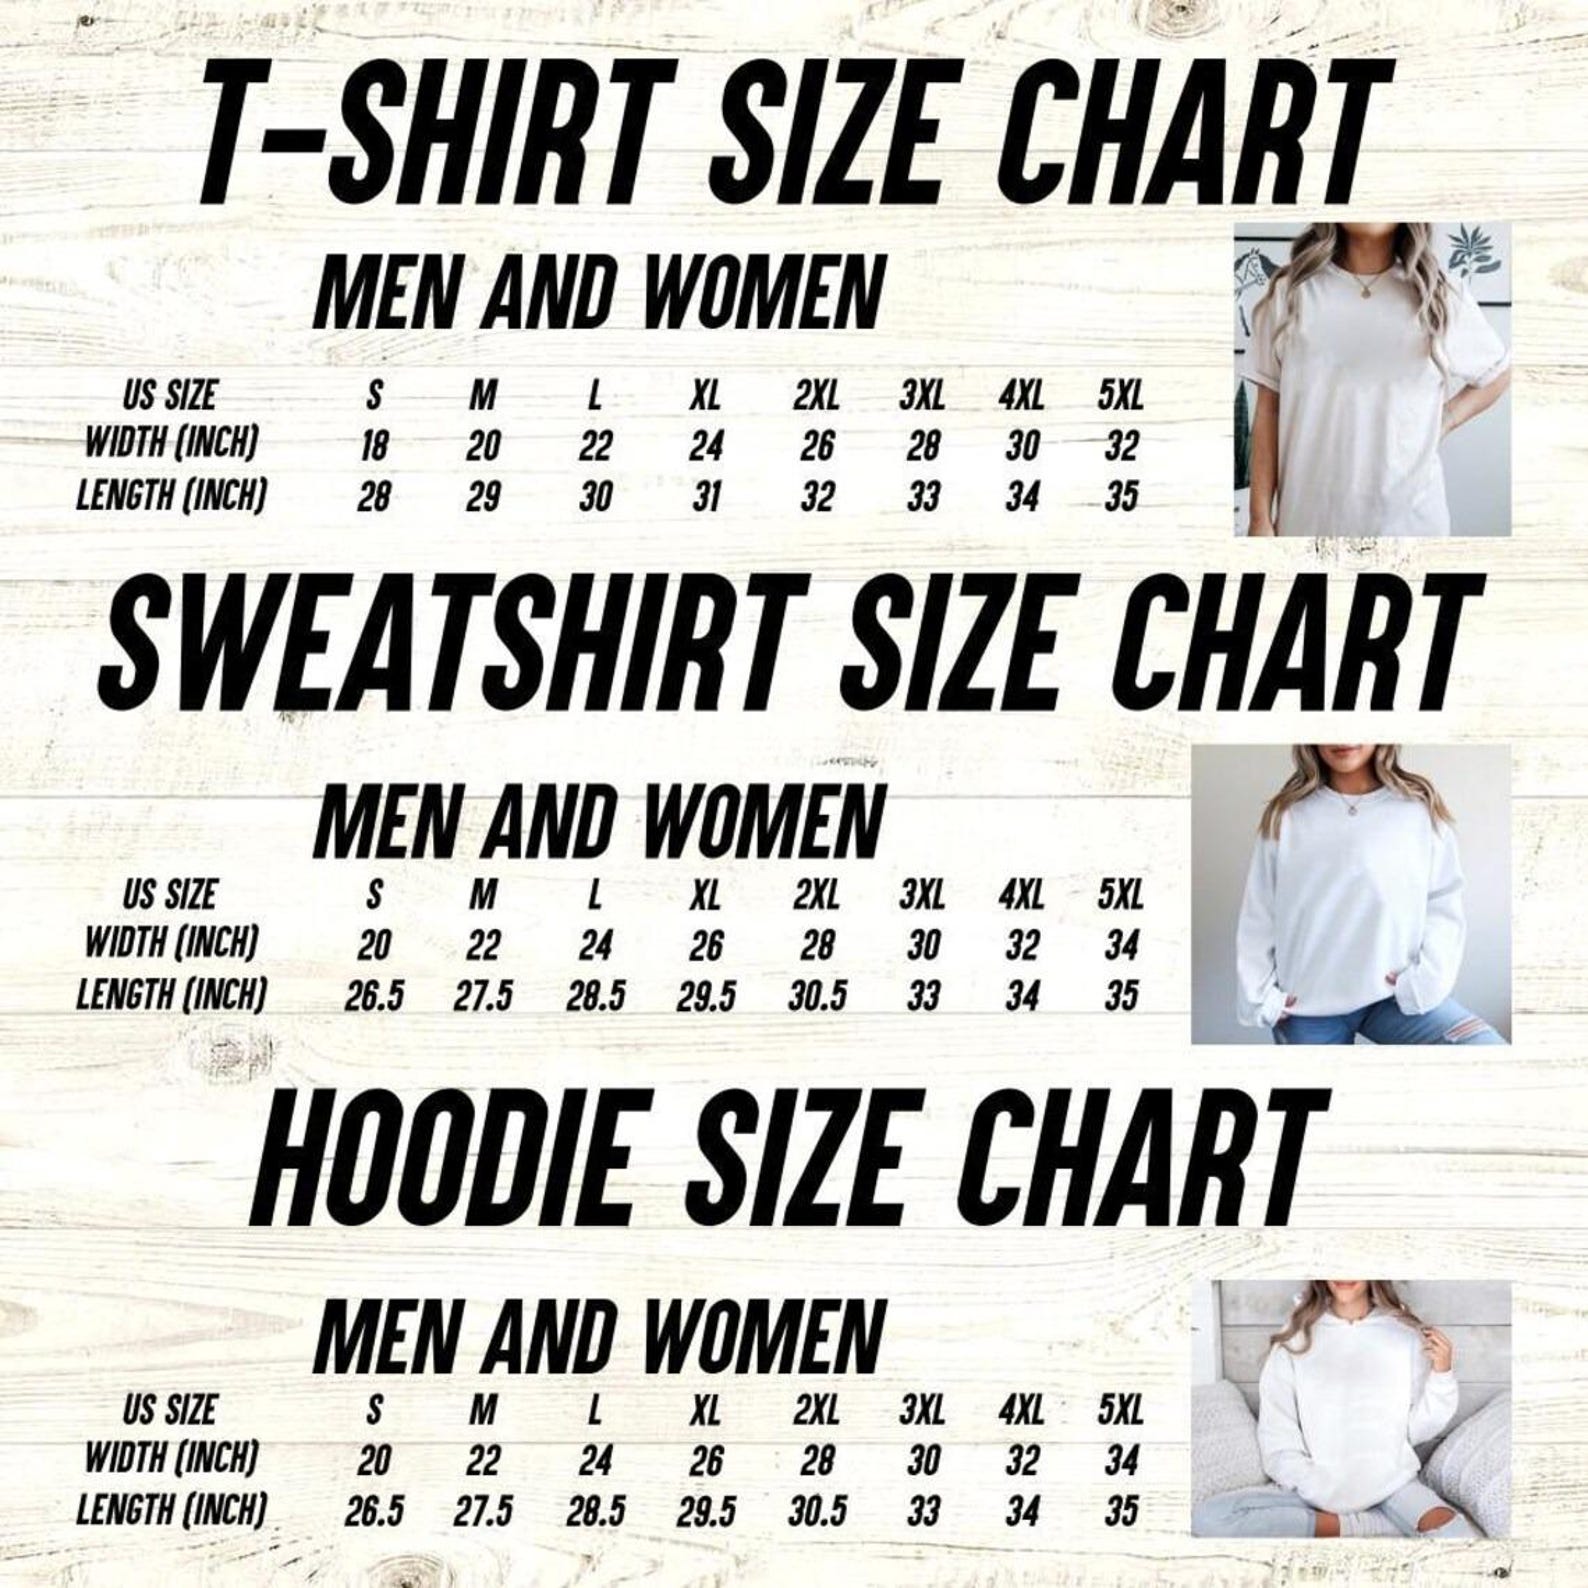 T-SHIRT SIZE CHART
MEN AND WOMEN
US SIZE S M L XL 2XL 3XL 4XL 5XL
WIDTH (INCH) 18 20 22 24 26 28 30 32
LENGTH (INCH) 28 29 30 31 32 33 34 35
SWEATSHIRT SIZE CHART
MEN AND WOMEN
US SIZE S M L XL 2XL 3XL 4XL 5XL
WIDTH (INCH) 20 22 24 26 28 30 32 34
LENGTH (INCH) 26.5 27.5 28.5 29.5 30.5 33 34 35
HOODIE SIZE CHART
MEN AND WOMEN
US SIZE S M L XL 2XL 3XL 4XL 5XL
WIDTH (INCH) 20 22 24 26 28 30 32 34
LENGTH (INCH) 26.5 27.5 28.5 29.5 30.5 33 34 35